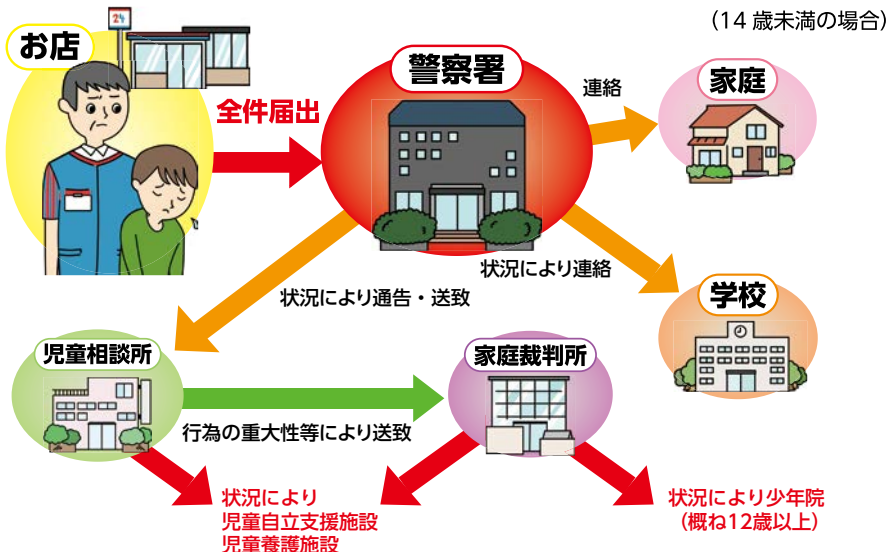 (14 歳未満の場合)
24
お店
警察署
家庭
連絡
全件届出
状況により連絡
学校
状況により通告・送致
児童相談所
家庭裁判所
行為の重大性等により送致
状況により
児童自立支援施設
児童養護施設
状況により少年院
(概ね12歳以上)